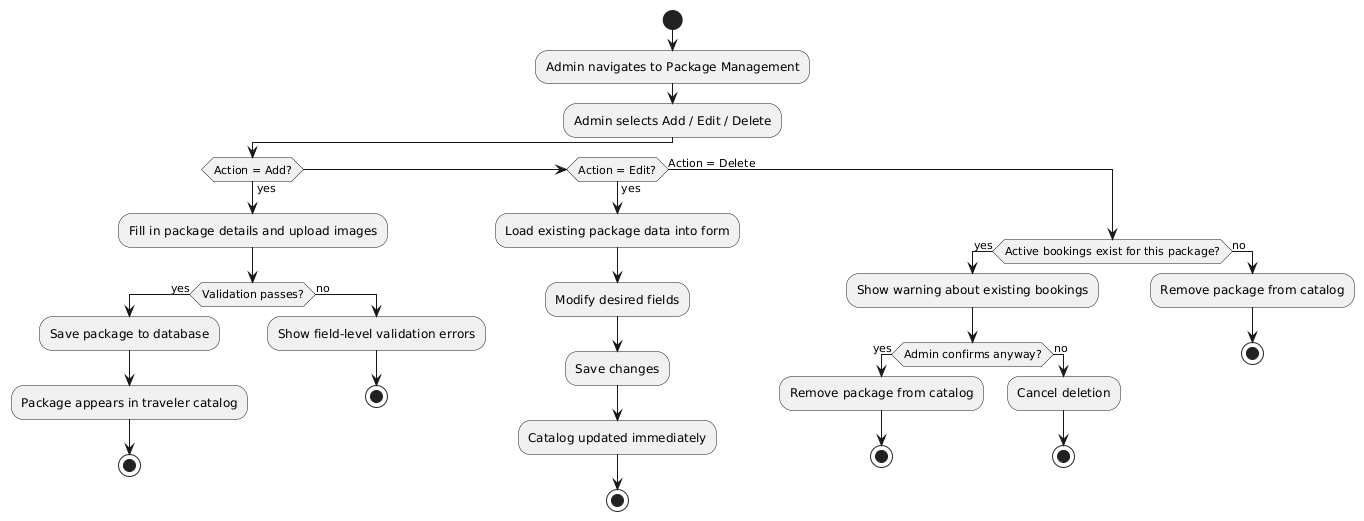 Admin navigates to Package Management
Admin selects Add / Edit / Delete
Action = Add?
yes
Fill in package details and upload images
Validation passes?
yes
Save package to database
Package appears in traveler catalog
no
Show field-level validation errors
Action = Edit?
yes
Load existing package data into form
Modify desired fields
Save changes
Catalog updated immediately
Action = Delete
Active bookings exist for this package?
yes
Show warning about existing bookings
Admin confirms anyway?
yes
Remove package from catalog
no
Cancel deletion
no
Remove package from catalog